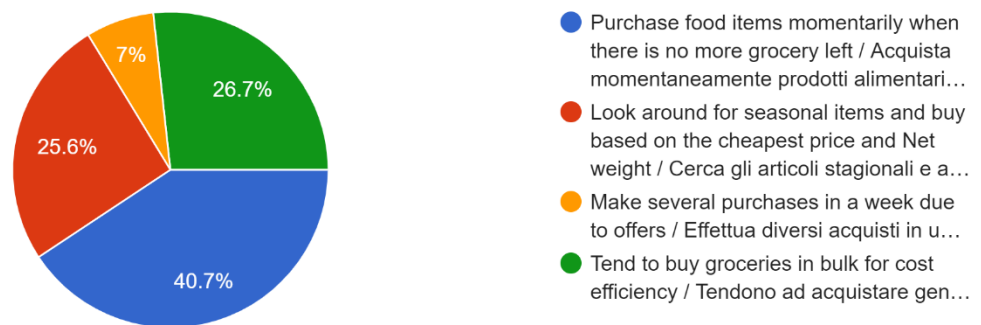 7%
26.7%
25.6%
40.7%
Purchase food items momentarily when
there is no more grocery left / Acquista
momentaneamente prodotti alimentari…
Look around for seasonal items and buy
based on the cheapest price and Net
weight / Cerca gli articoli stagionali e a…
Make several purchases in a week due
to offers / Effettua diversi acquisti in u…
Tend to buy groceries in bulk for cost
efficiency / Tendono ad acquistare gen…